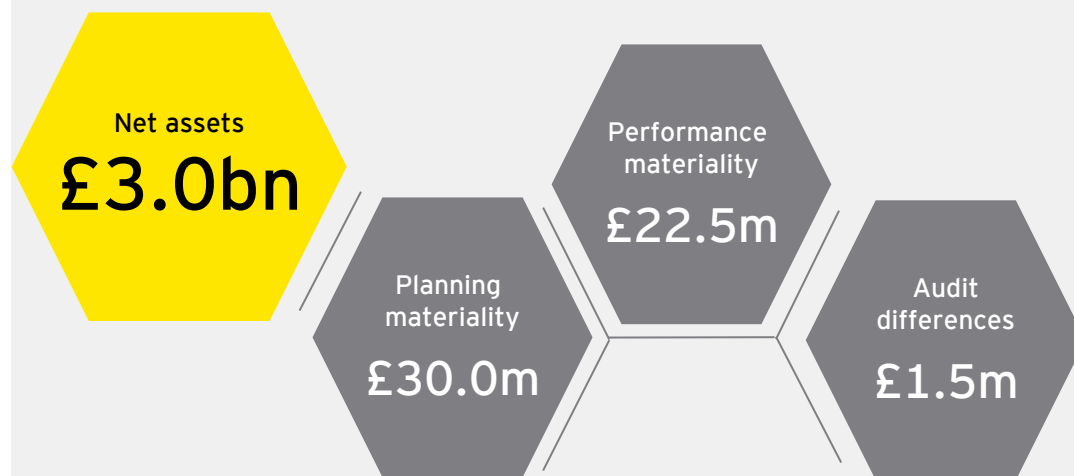 Net assets
£3.0bn
Performance
materiality
£22.5m
Planning
materiality
£30.0m
Audit
differences
£1.5m